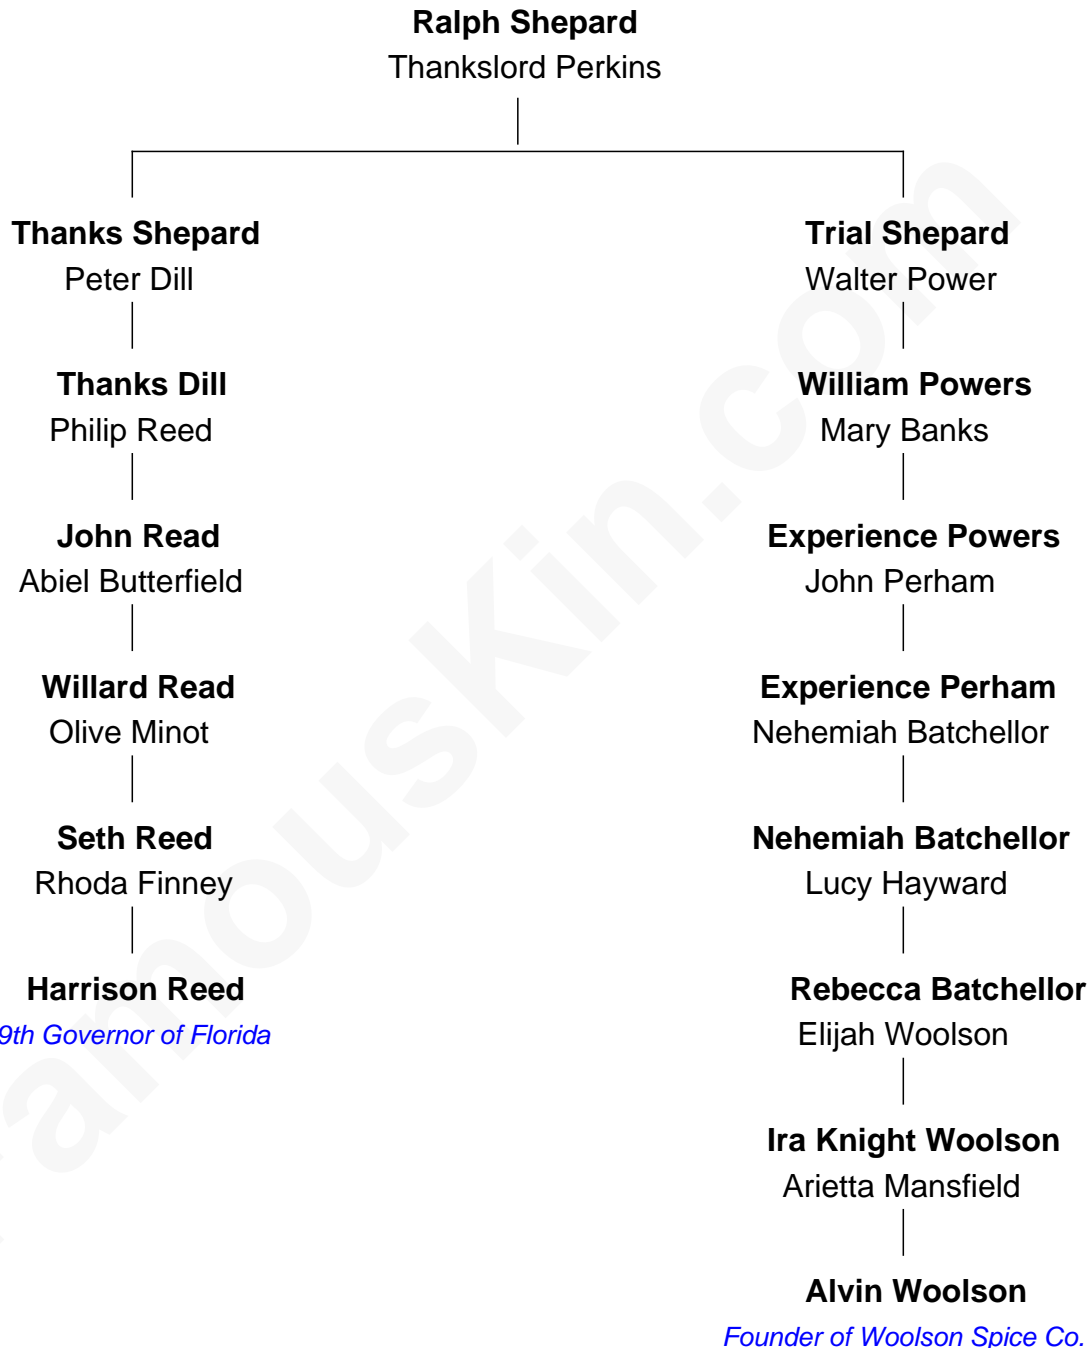 Ralph Shepard
Thankslord Perkins
Thanks Shepard
Peter Dill
Trial Shepard
Walter Power
Thanks Dill
Philip Reed
William Powers
Mary Banks
John Read
Abiel Butterfield
Experience Powers
John Perham
Willard Read
Olive Minot
Experience Perham
Nehemiah Batchellor
Seth Reed
Rhoda Finney
Nehemiah Batchellor
Lucy Hayward
Harrison Reed
9th Governor of Florida
Rebecca Batchellor
Elijah Woolson
Ira Knight Woolson
Arietta Mansfield
Alvin Woolson
Founder of Woolson Spice Co.
amouskin.com